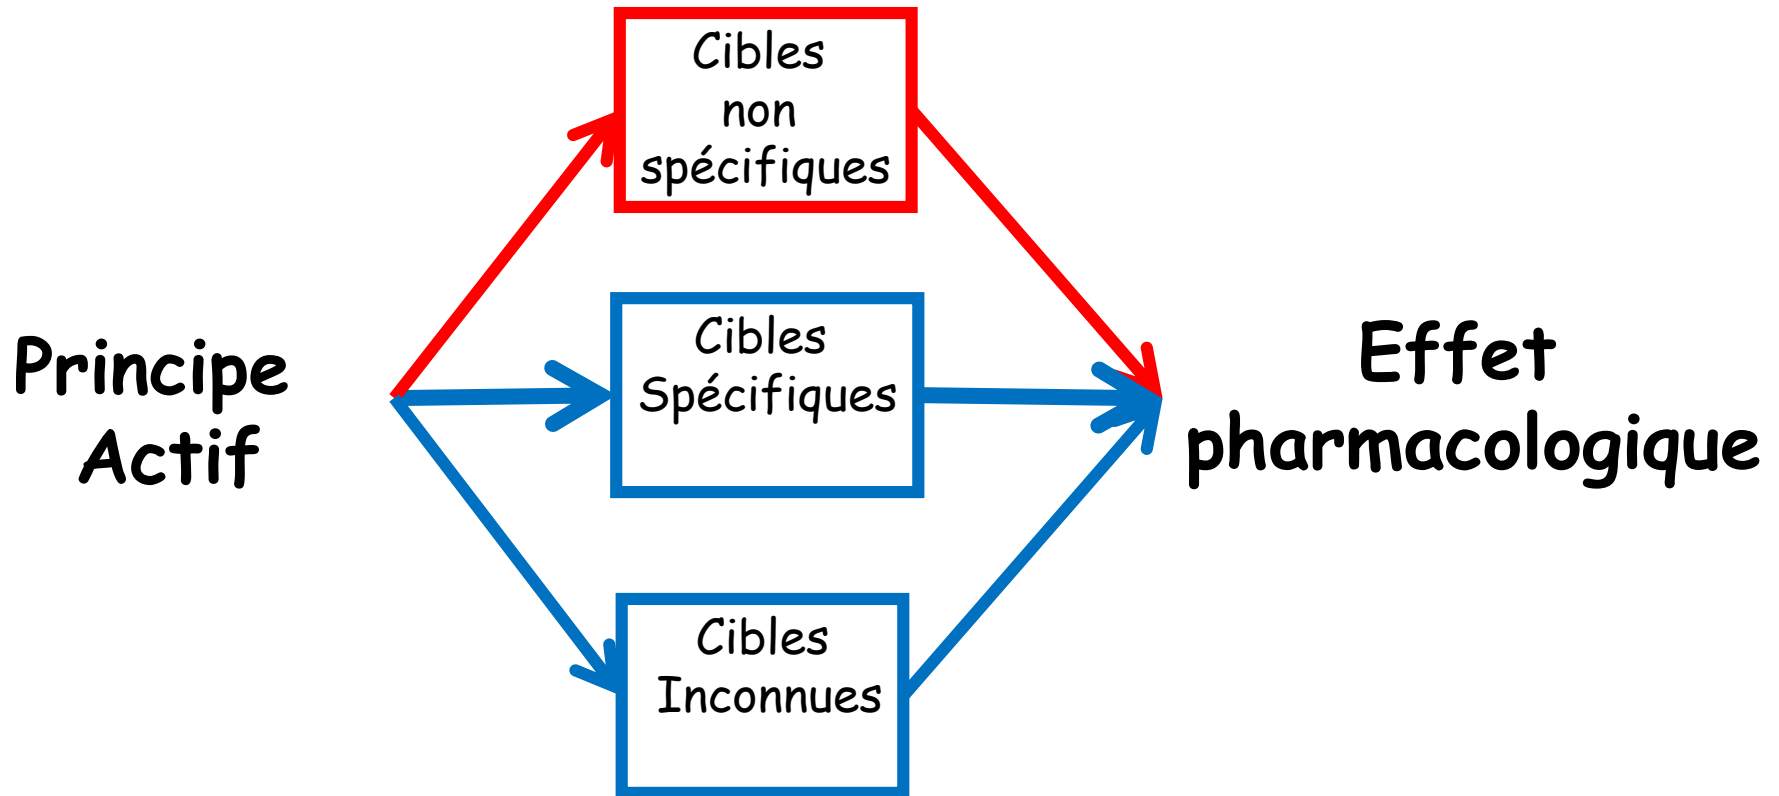 Principe
Actif
Cibles
non
spécifiques
Cibles
Spécifiques
Cibles
Inconnues
Effet
pharmacologique